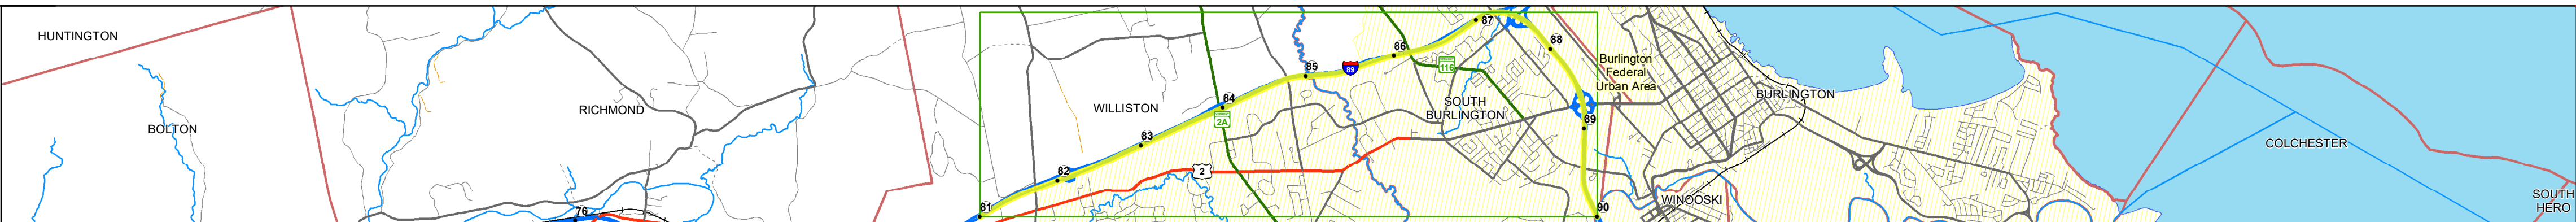 HUNTINGTON
BOLTON
RICHMOND
76
WILLISTON
81
82
83
84
2A
2
85
89
86
116
87
88
SOUTH
BURLINGTON
Burlington
Federal
Urban Area
89
90
BURLINGTON
WINOOSKI
COLCHESTER
SOUTH
HERO